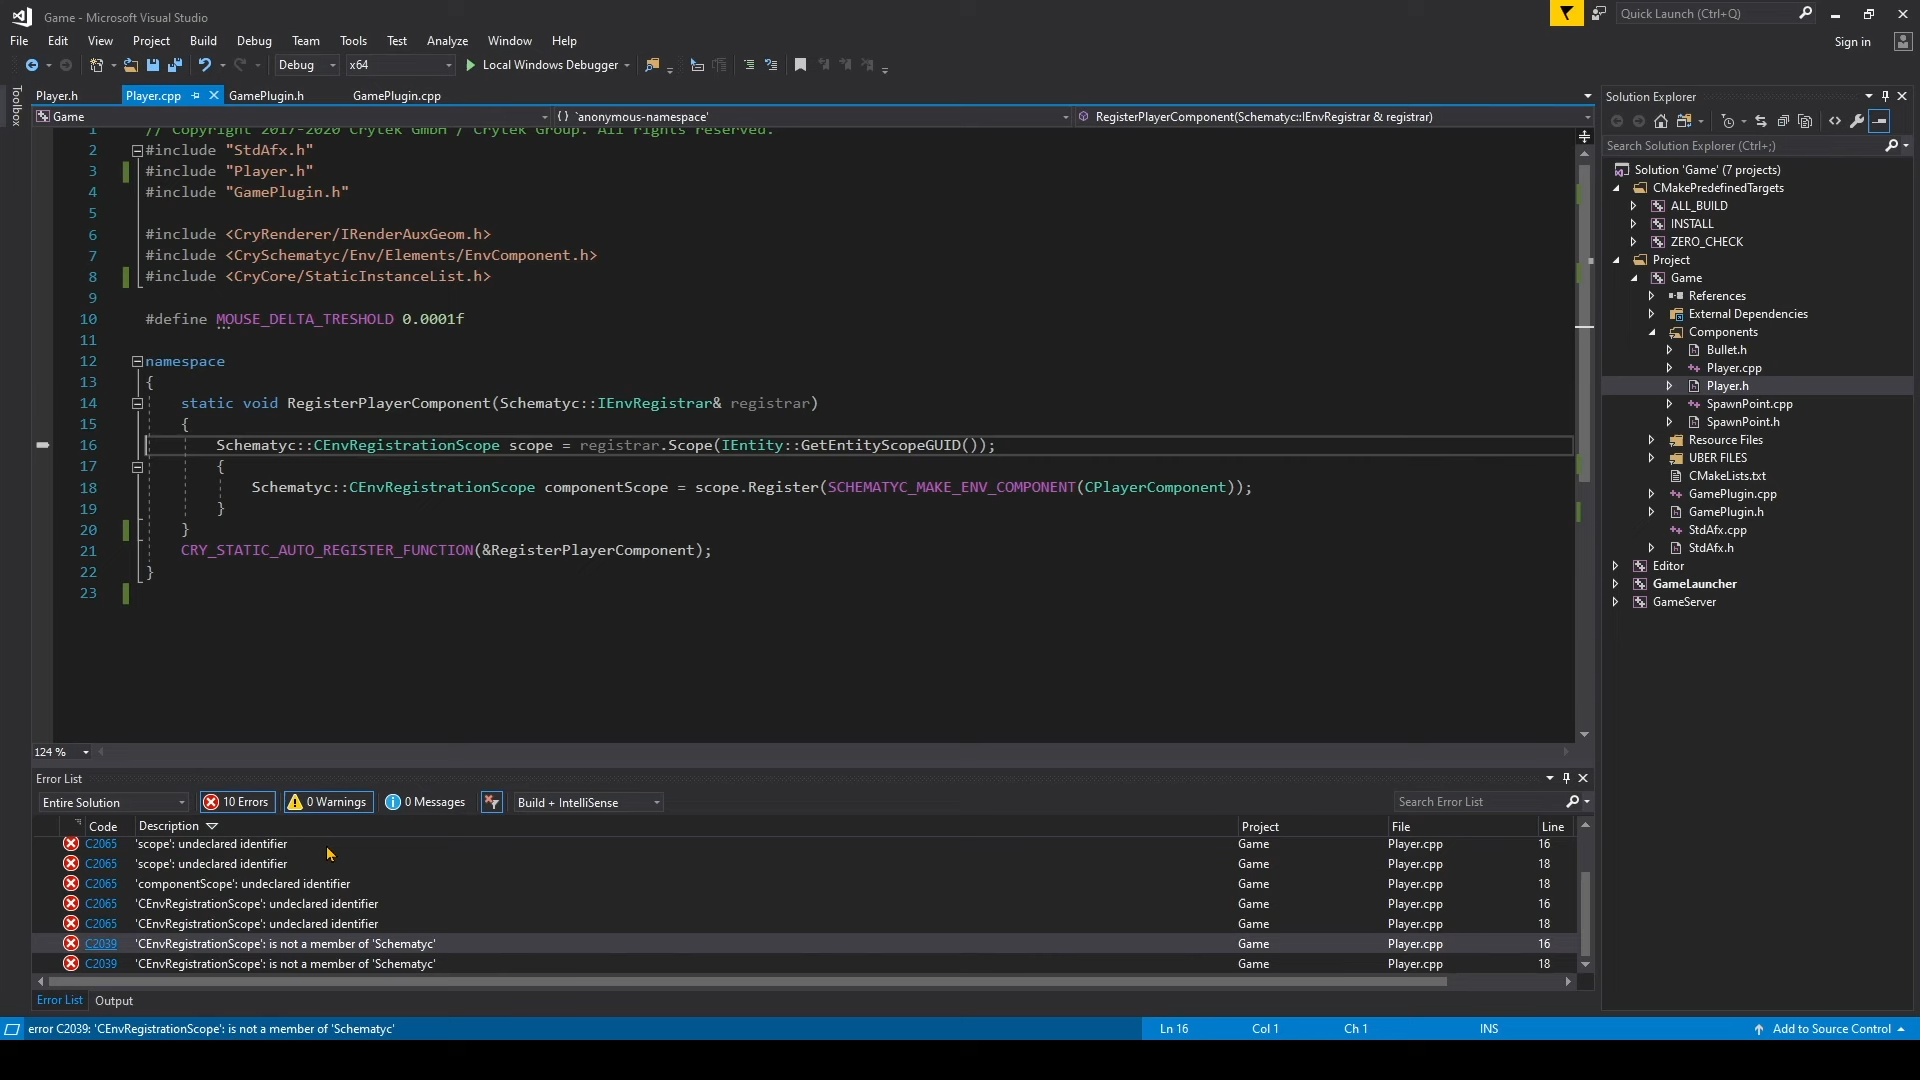 Game - Microsoft Visual Studio
Quick Launch (Ctrl+Q)
File Edit View Project Build Debug Team Tools Test Analyze Window Help
Sign in
Debug x64 Local Windows Debugger
Toolbox
Player.h Player.cpp GamePlugin.h GamePlugin.cpp
Game { } `anonymous-namespace' RegisterPlayerComponent(Schematyc::IEnvRegistrar & registrar)
1 // Copyright 2017-2020 Crytek GmbH / Crytek Group. All rights reserved.
2 #include "StdAfx.h"
3 #include "Player.h"
4 #include "GamePlugin.h"
5
6 #include <CryRenderer/IRenderAuxGeom.h>
7 #include <CrySchematyc/Env/Elements/EnvComponent.h>
8 #include <CryCore/StaticInstanceList.h>
9
10 #define MOUSE_DELTA_TRESHOLD 0.0001f
11
12 namespace
13 {
14 static void RegisterPlayerComponent(Schematyc::IEnvRegistrar& registrar)
15 {
16 Schematyc::CEnvRegistrationScope scope = registrar.Scope(IEntity::GetEntityScopeGUID());
17 {
18 Schematyc::CEnvRegistrationScope componentScope = scope.Register(SCHEMATYC_MAKE_ENV_COMPONENT(CPlayerComponent));
19 }
20 }
21 CRY_STATIC_AUTO_REGISTER_FUNCTION(&RegisterPlayerComponent);
22 }
23
124 %
Solution Explorer
Search Solution Explorer (Ctrl+;)
Solution 'Game' (7 projects)
CMakePredefinedTargets
ALL_BUILD
INSTALL
ZERO_CHECK
Project
Game
References
External Dependencies
Components
Bullet.h
Player.cpp
Player.h
SpawnPoint.cpp
SpawnPoint.h
Resource Files
UBER FILES
CMakeLists.txt
GamePlugin.cpp
GamePlugin.h
StdAfx.cpp
StdAfx.h
Editor
GameLauncher
GameServer
Error List
Entire Solution 10 Errors 0 Warnings 0 Messages Build + IntelliSense Search Error List
Code Description Project File Line
C2065 'scope': undeclared identifier Game Player.cpp 16
C2065 'scope': undeclared identifier Game Player.cpp 18
C2065 'componentScope': undeclared identifier Game Player.cpp 18
C2065 'CEnvRegistrationScope': undeclared identifier Game Player.cpp 16
C2065 'CEnvRegistrationScope': undeclared identifier Game Player.cpp 18
C2039 'CEnvRegistrationScope': is not a member of 'Schematyc' Game Player.cpp 16
C2039 'CEnvRegistrationScope': is not a member of 'Schematyc' Game Player.cpp 18
Error List Output
error C2039: 'CEnvRegistrationScope': is not a member of 'Schematyc' Ln 16 Col 1 Ch 1 INS Add to Source Control